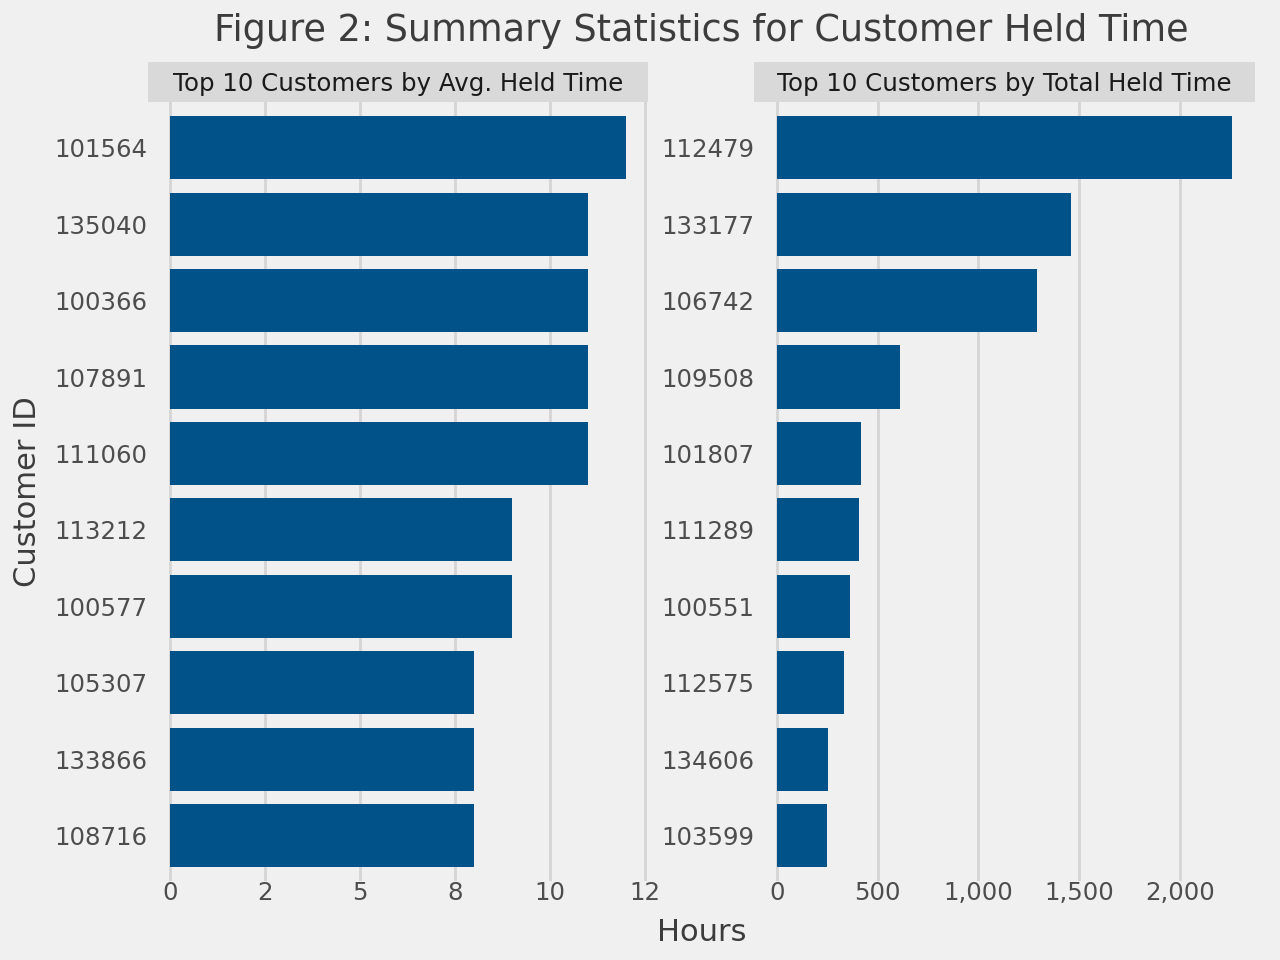 Figure 2: Summary Statistics for Customer Held Time
Top 10 Customers by Avg. Held Time
101564
135040
100366
107891
111060
113212
100577
105307
133866
108716
0 2 5 8 10 12
Top 10 Customers by Total Held Time
112479
133177
106742
109508
101807
111289
100551
112575
134606
103599
0 500 1,000 1,500 2,000
Customer ID
Hours